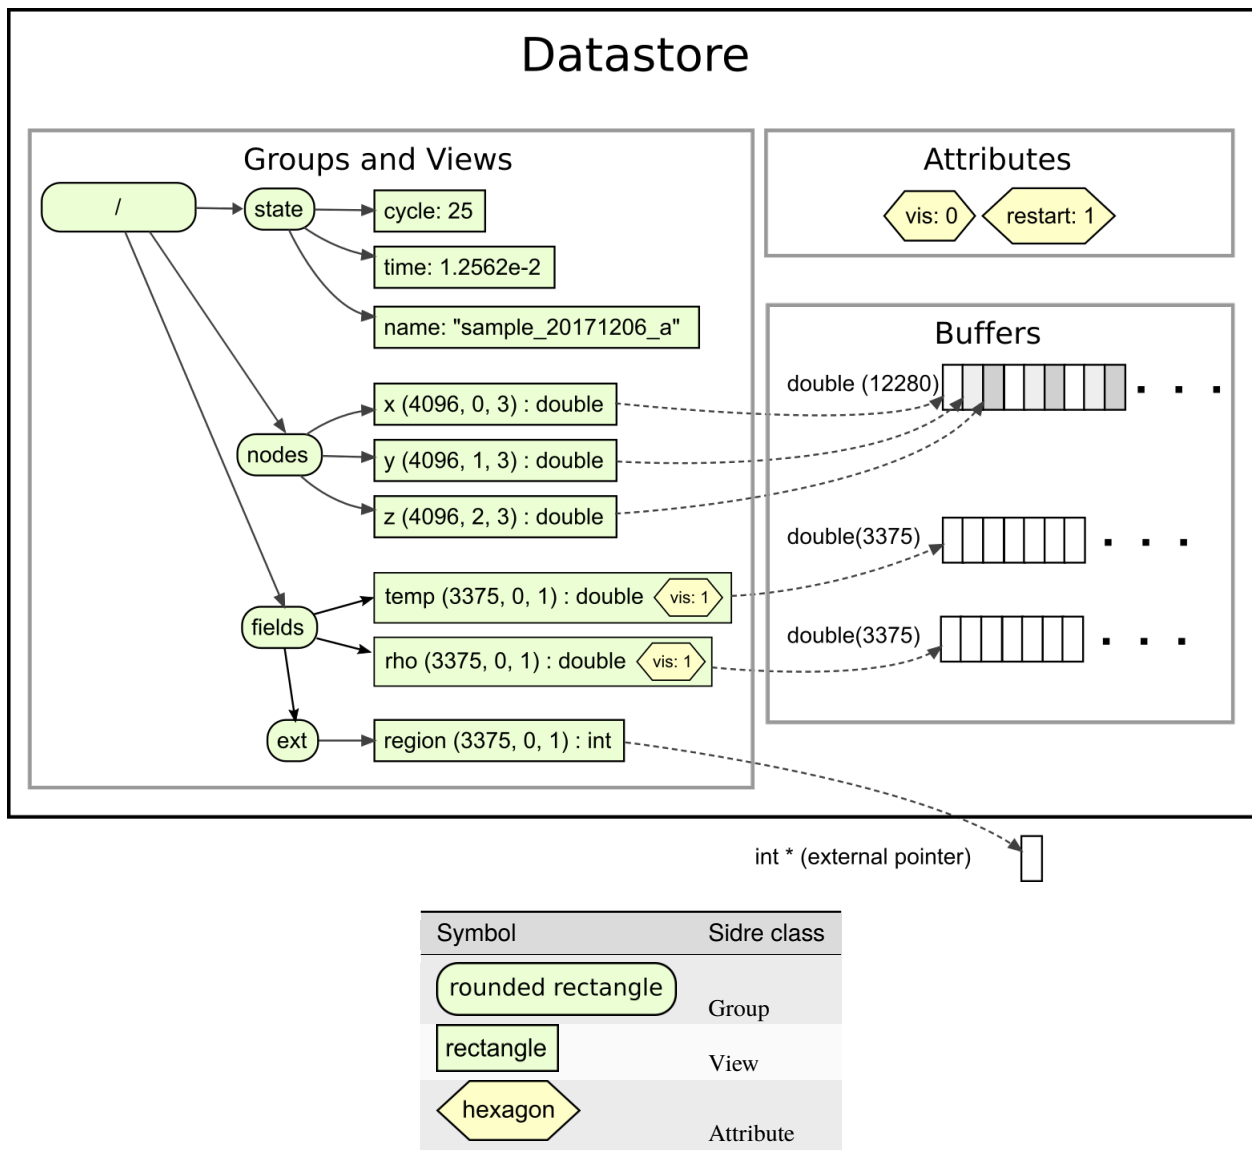 Datastore
Groups and Views
/
state
cycle: 25
time: 1.2562e-2
name: "sample_20171206_a"
nodes
x (4096, 0, 3) : double
y (4096, 1, 3) : double
z (4096, 2, 3) : double
fields
temp (3375, 0, 1) : double vis: 1
rho (3375, 0, 1) : double vis: 1
ext
region (3375, 0, 1) : int
Attributes
vis: 0 restart: 1
Buffers
double (12280)
double(3375)
double(3375)
int * (external pointer)
Symbol Sidre class
rounded rectangle Group
rectangle View
hexagon Attribute